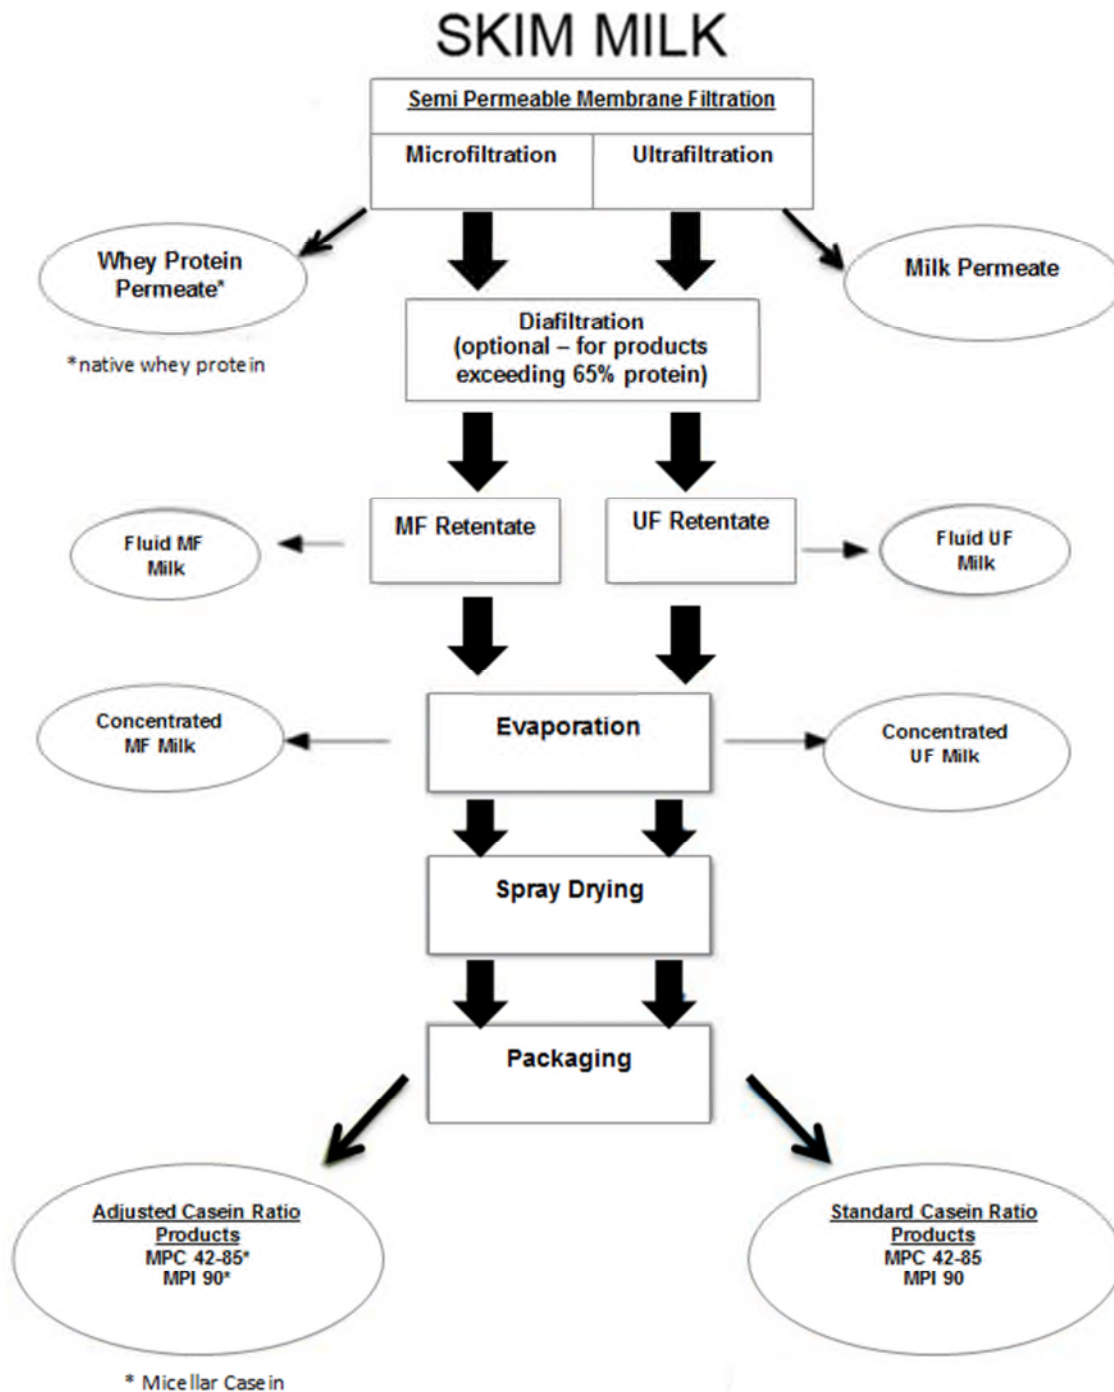 SKIM MILK
Semi Permeable Membrane Filtration
Microfiltration
Ultrafiltration
Whey Protein
Permeate*
Milk Permeate
*native whey protein
Diafiltration
(optional – for products
exceeding 65% protein)
MF Retentate
UF Retentate
Fluid MF
Milk
Fluid UF
Milk
Concentrated
MF Milk
Evaporation
Concentrated
UF Milk
Spray Drying
Packaging
Adjusted Casein Ratio
Products
MPC 42-85*
MPI 90*
Standard Casein Ratio
Products
MPC 42-85
MPI 90
* Micellar Casein